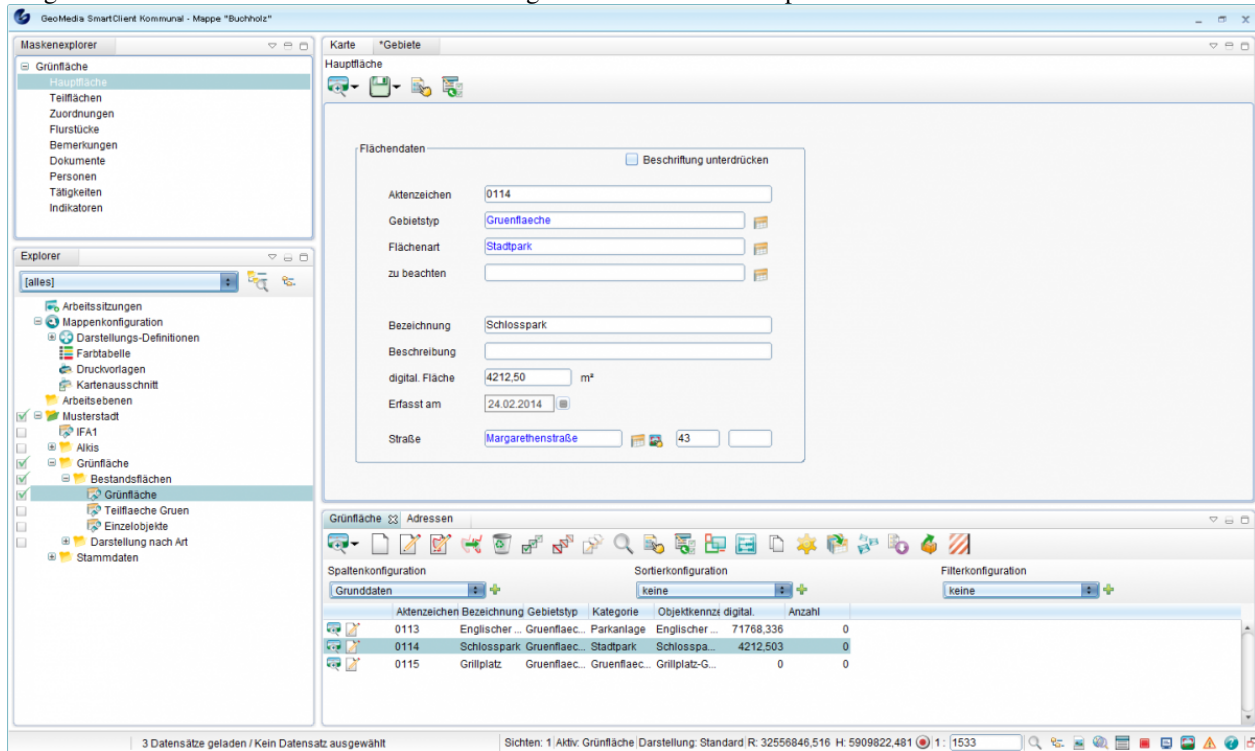 GeoMedia SmartClient Kommunal - Mappe "Buchholz"
Maskenexplorer
Grünfläche
Hauptfläche
Teilflächen
Zuordnungen
Flurstücke
Bemerkungen
Dokumente
Personen
Tätigkeiten
Indikatoren
Explorer
[alles]
Arbeitssitzungen
Mappenkonfiguration
Darstellungs-Definitionen
Farbtabelle
Druckvorlagen
Kartenausschnitt
Arbeitsebenen
Musterstadt
IFA1
Alkis
Grünfläche
Bestandsflächen
Grünfläche
Teilflaeche Gruen
Einzelobjekte
Darstellung nach Art
Stammdaten
Karte *Gebiete
Hauptfläche
Flächendaten
Beschriftung unterdrücken
Aktenzeichen 0114
Gebietstyp Gruenflaeche
Flächenart Stadtpark
zu beachten
Bezeichnung Schlosspark
Beschreibung
digital. Fläche 4212,50 m²
Erfasst am 24.02.2014
Straße Margarethenstraße 43
Grünfläche Adressen
Spaltenkonfiguration Sortierkonfiguration Filterkonfiguration
Grunddaten keine keine
Aktenzeichen Bezeichnung Gebietstyp Kategorie Objektkennze digital. Anzahl
0113 Englischer ... Gruenflaec... Parkanlage Englischer ... 71768,336 0
0114 Schlosspark Gruenflaec... Stadtpark Schlosspa... 4212,503 0
0115 Grillplatz Gruenflaec... Gruenflaec... Grillplatz-G... 0 0
3 Datensätze geladen / Kein Datensatz ausgewählt
Sichten: 1 Aktiv: Grünfläche Darstellung: Standard R: 32556846,516 H: 5909822,481 1 : 1533